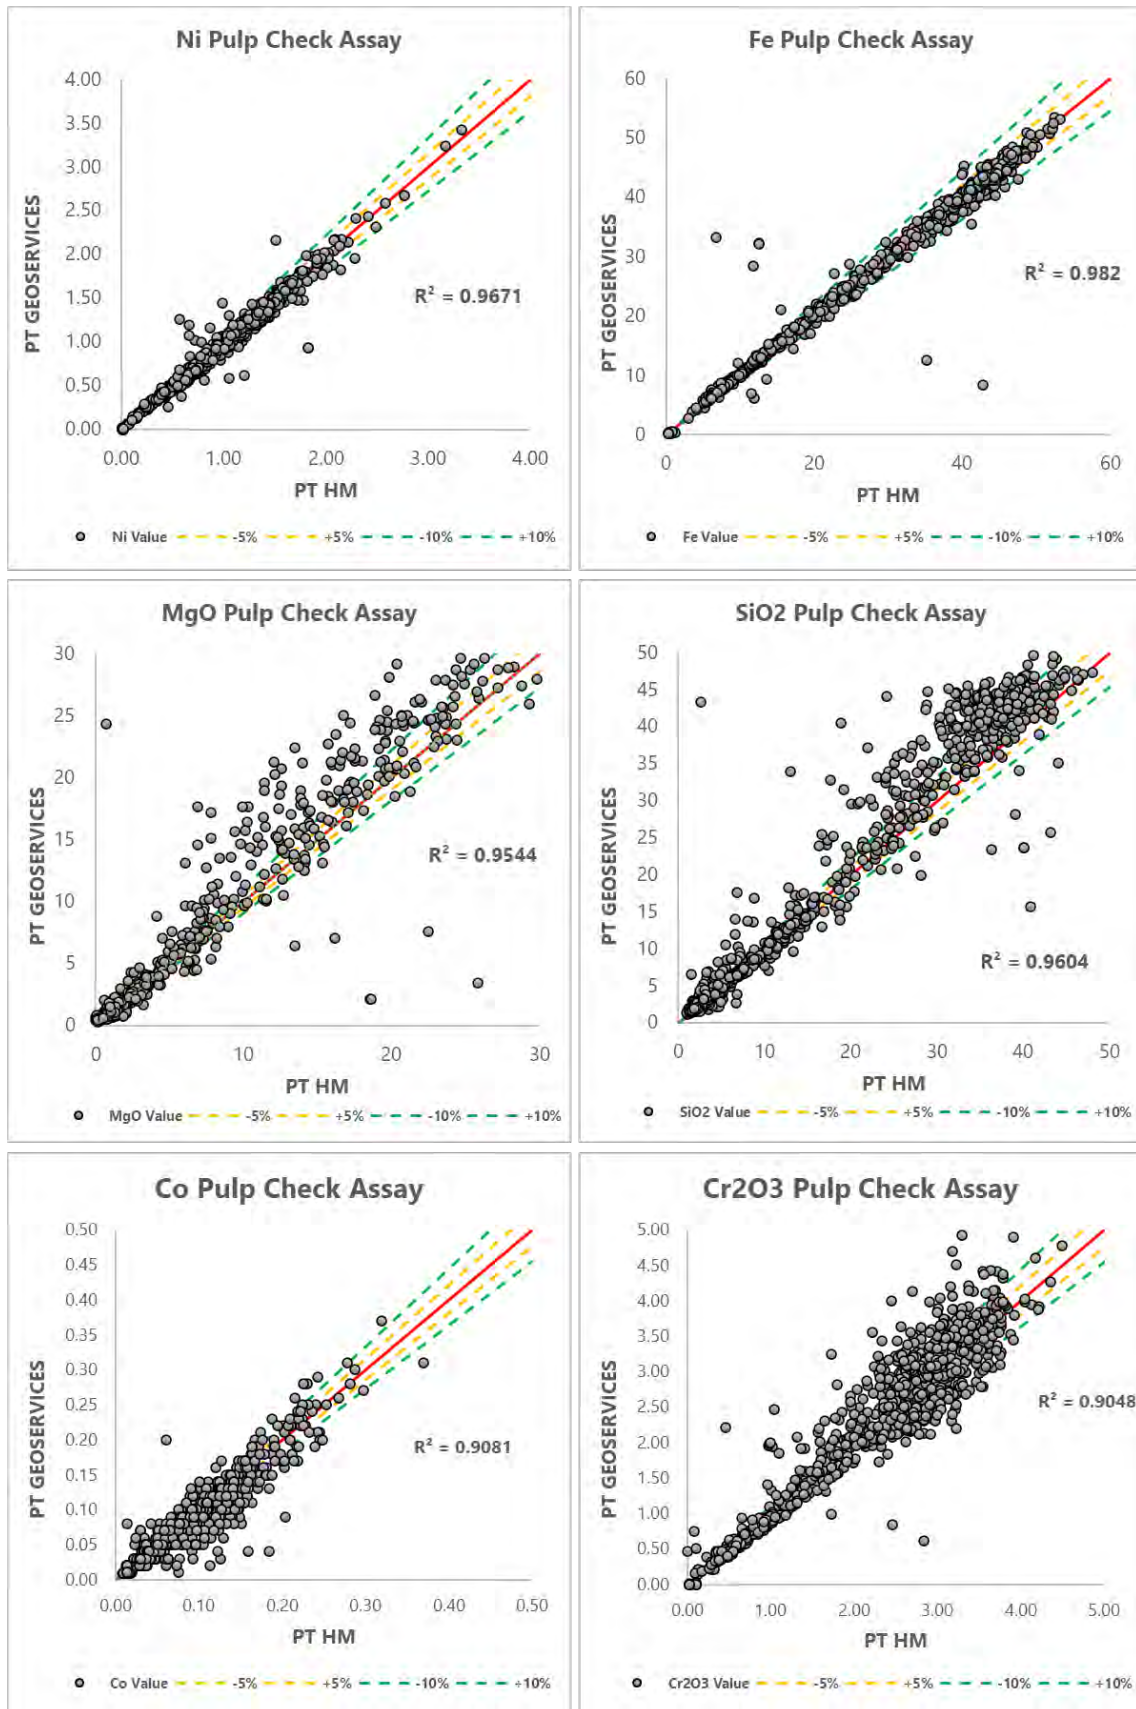 Ni Pulp Check Assay
4.00
3.50
3.00
2.50
2.00
1.50
1.00
0.50
0.00
PT GEOSERVICES
R² = 0.9671
0.00 1.00 2.00 3.00 4.00
PT HM
Ni Value -5% +5% -10% +10%
Fe Pulp Check Assay
60
50
40
30
20
10
0
PT GEOSERVICES
R² = 0.982
0 20 40 60
PT HM
Fe Value -5% +5% -10% +10%
MgO Pulp Check Assay
30
25
20
15
10
5
0
PT GEOSERVICES
R² = 0.9544
0 10 20 30
PT HM
MgO Value -5% +5% -10% +10%
SiO2 Pulp Check Assay
50
45
40
35
30
25
20
15
10
5
0
PT GEOSERVICES
R² = 0.9604
0 10 20 30 40 50
PT HM
SiO2 Value -5% +5% -10% +10%
Co Pulp Check Assay
0.50
0.45
0.40
0.35
0.30
0.25
0.20
0.15
0.10
0.05
0.00
PT GEOSERVICES
R² = 0.9081
0.00 0.10 0.20 0.30 0.40 0.50
PT HM
Co Value -5% +5% -10% +10%
Cr2O3 Pulp Check Assay
5.00
4.50
4.00
3.50
3.00
2.50
2.00
1.50
1.00
0.50
0.00
PT GEOSERVICES
R² = 0.9048
0.00 1.00 2.00 3.00 4.00 5.00
PT HM
Cr2O3 Value -5% +5% -10% +10%